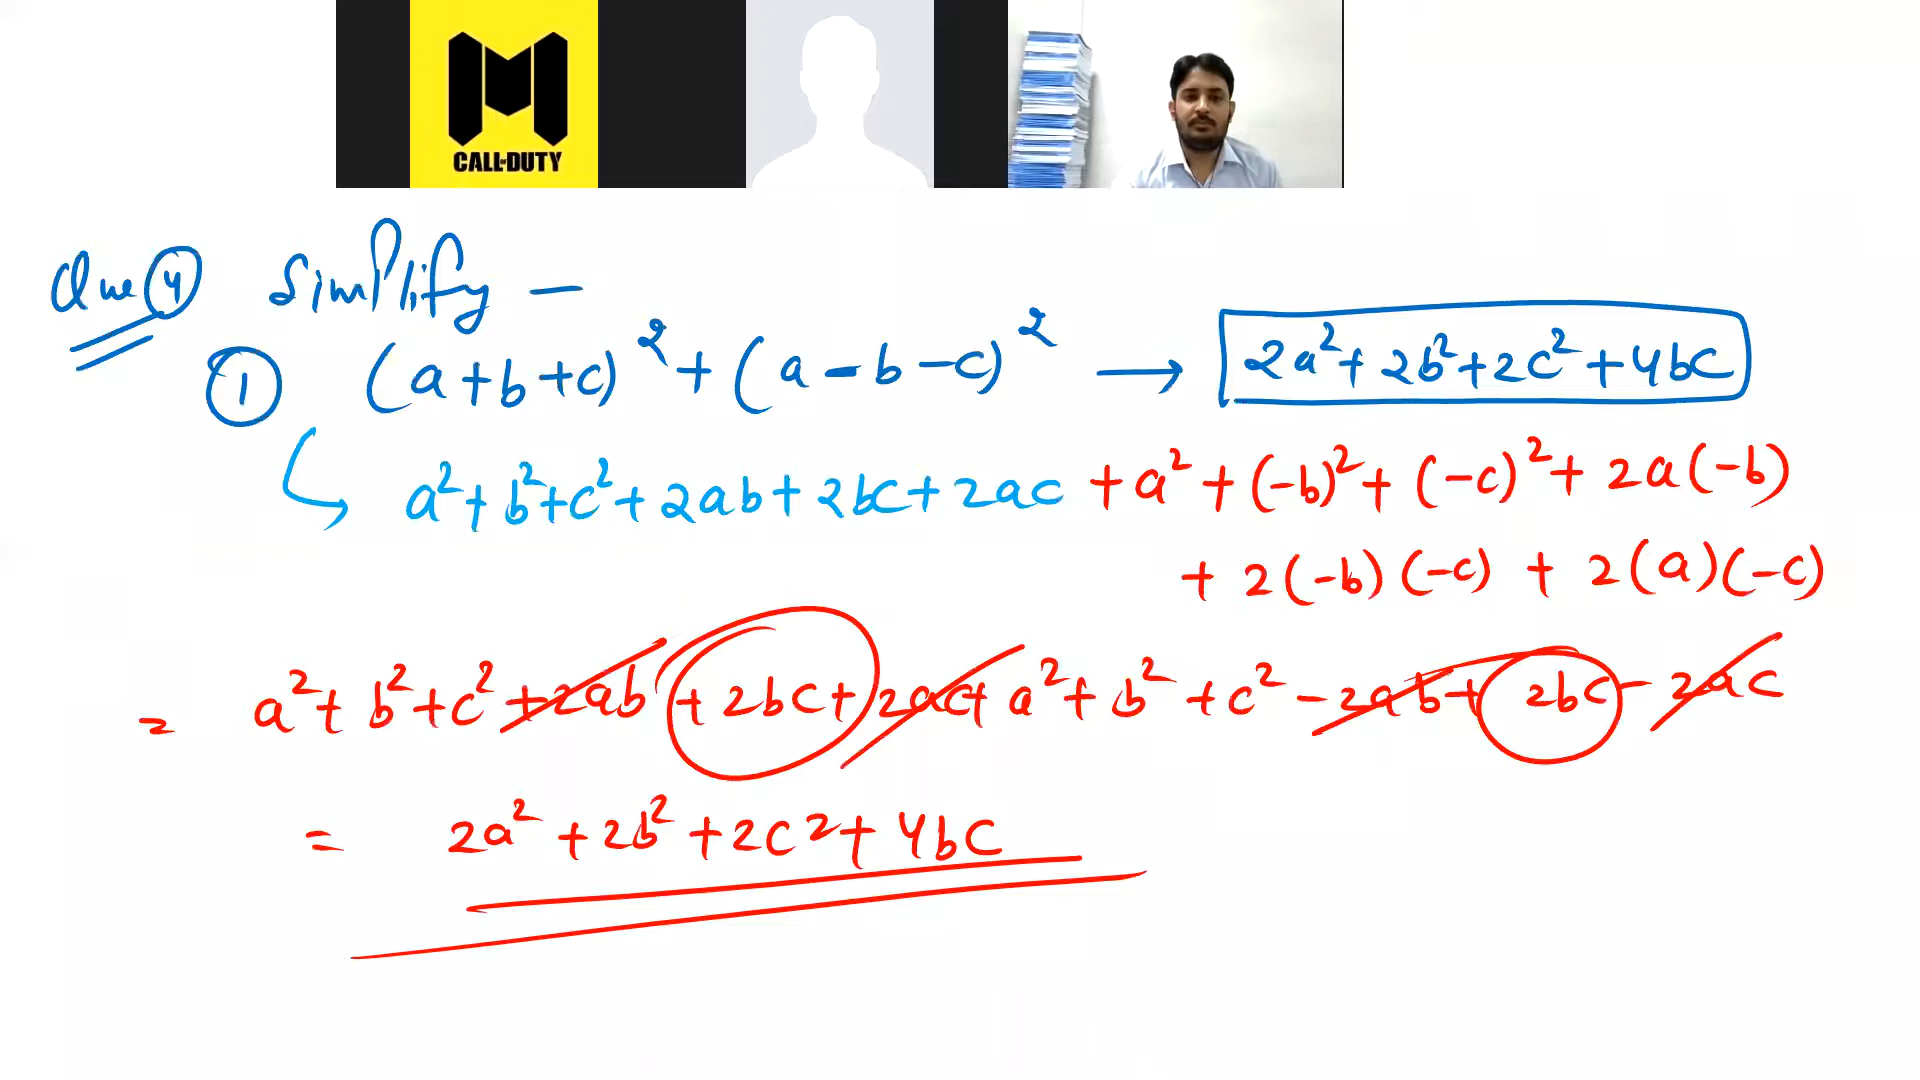 CALL OF DUTY
Que 4 Simplify –
1 (a+b+c)² + (a-b-c)² → 2a²+2b²+2c²+4bc
a²+b²+c²+2ab+2bc+2ac +a²+(-b)²+(-c)²+2a(-b)
+ 2(-b)(-c) + 2(a)(-c)
= a²+b²+c²+2ab+2bc+2ac+a²+b²+c²-2ab+2bc-2ac
= 2a²+2b²+2c²+4bc